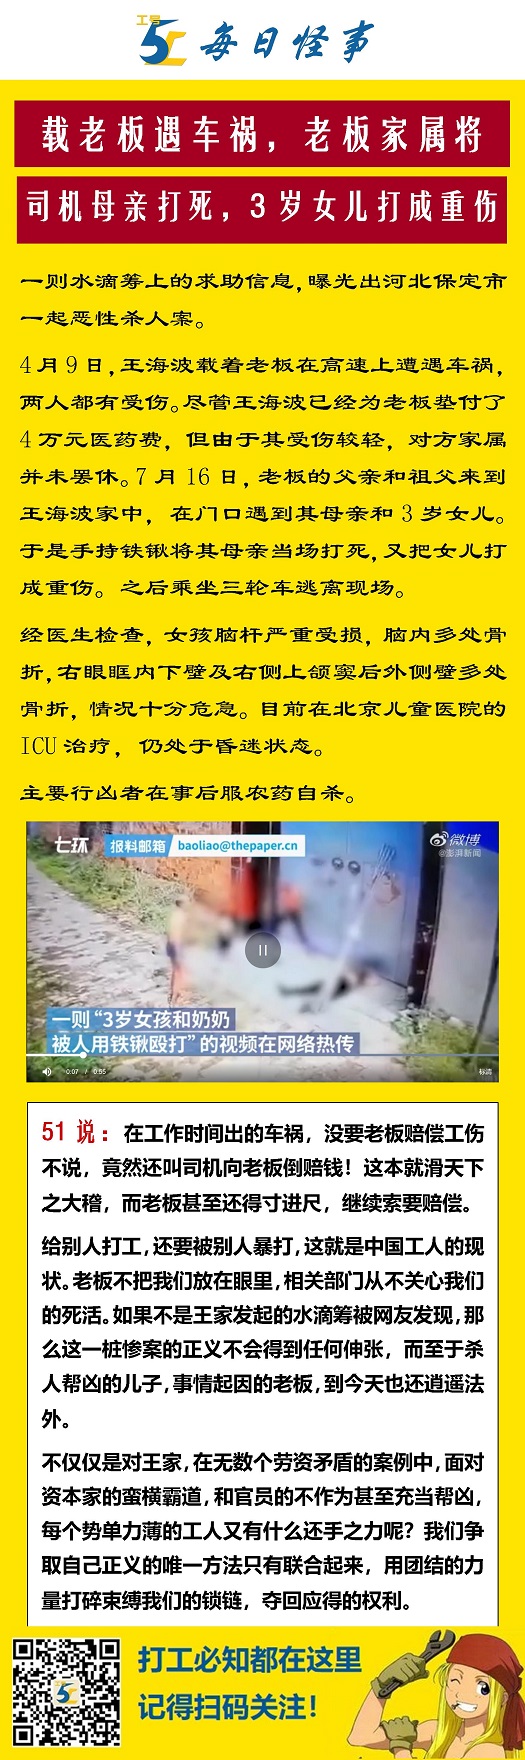 工号
51 每日怪事
载老板遇车祸，老板家属将
司机母亲打死，3岁女儿打成重伤
一则水滴筹上的求助信息，曝光出河北保定市
一起恶性杀人案。
4月9日，王海波载着老板在高速上遭遇车祸，
两人都有受伤。尽管王海波已经为老板垫付了
4万元医药费，但由于其受伤较轻，对方家属
并未罢休。7月16日，老板的父亲和祖父来到
王海波家中，在门口遇到其母亲和3岁女儿。
于是手持铁锹将其母亲当场打死，又把女儿打
成重伤。之后乘坐三轮车逃离现场。
经医生检查，女孩脑杆严重受损，脑内多处骨
折，右眼眶内下壁及右侧上颌窦后外侧壁多处
骨折，情况十分危急。目前在北京儿童医院的
ICU治疗，仍处于昏迷状态。
主要行凶者在事后服农药自杀。
七环 报料邮箱 baoliao@thepaper.cn
微博
@澎湃新闻
一则“3岁女孩和奶奶
被人用铁锹殴打”的视频在网络热传
0:07 / 0:55 标清
51说：在工作时间出的车祸，没要老板赔偿工伤
不说，竟然还叫司机向老板倒赔钱！这本就滑天下
之大稽，而老板甚至还得寸进尺，继续索要赔偿。
给别人打工，还要被别人暴打，这就是中国工人的现
状。老板不把我们放在眼里，相关部门从不关心我们
的死活。如果不是王家发起的水滴筹被网友发现，那
么这一桩惨案的正义不会得到任何伸张，而至于杀
人帮凶的儿子，事情起因的老板，到今天也还逍遥法
外。
不仅仅是对王家，在无数个劳资矛盾的案例中，面对
资本家的蛮横霸道，和官员的不作为甚至充当帮凶，
每个势单力薄的工人又有什么还手之力呢？我们争
取自己正义的唯一方法只有联合起来，用团结的力
量打碎束缚我们的锁链，夺回应得的权利。
打工必知都在这里
记得扫码关注！